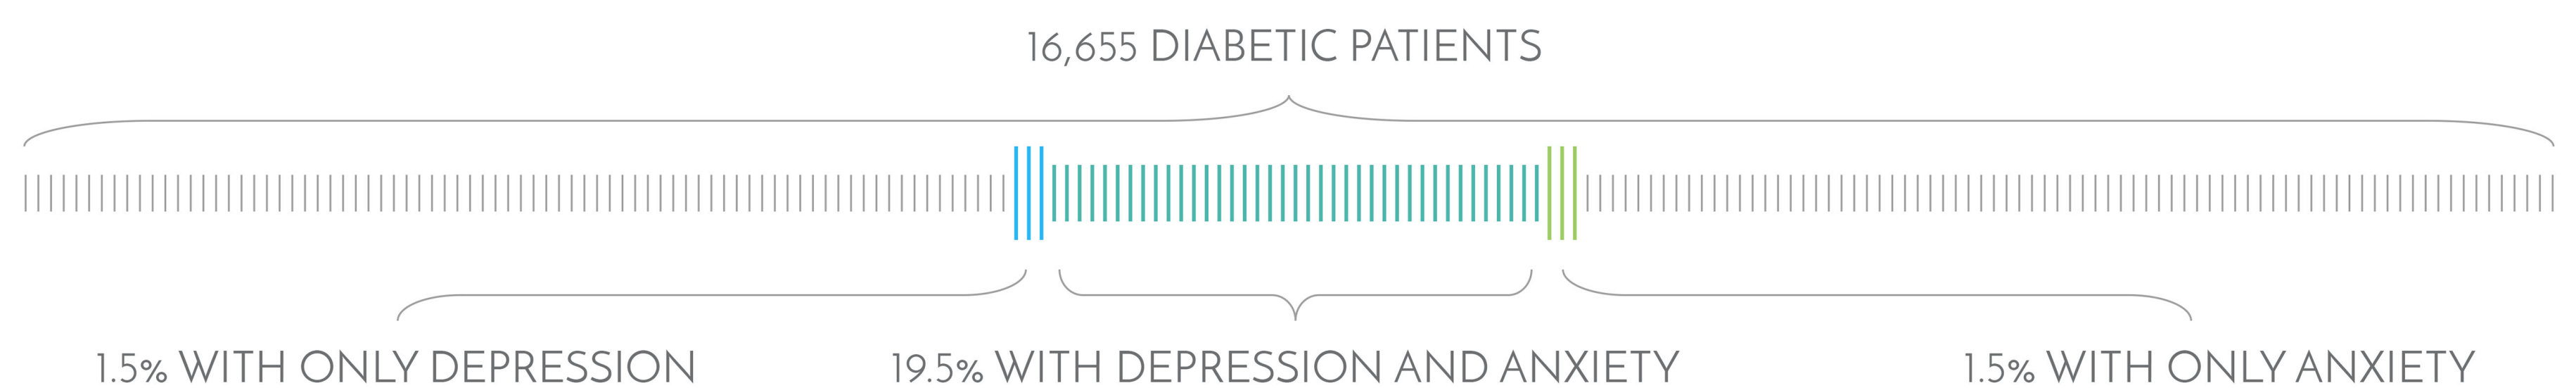 16,655 DIABETIC PATIENTS
1.5% WITH ONLY DEPRESSION
19.5% WITH DEPRESSION AND ANXIETY
1.5% WITH ONLY ANXIETY